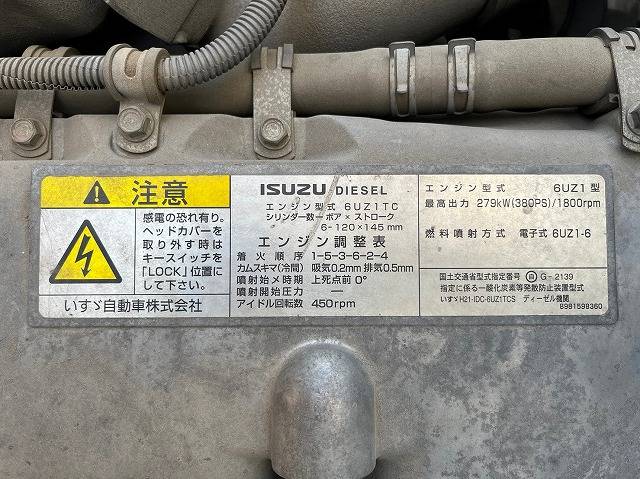 注意
感電の恐れ有り。
ヘッドカバーを
取り外す時は
キースイッチを
「LOCK」位置に
して下さい。
いすゞ自動車株式会社
ISUZU DIESEL
エンジン型式 6UZ1TC
シリンダ数ーボア×ストローク
6-120×145mm
エンジン調整表
着火順序 1-5-3-6-2-4
カムスキマ(冷間) 吸気0.2mm 排気0.5mm
噴射始メ時期 上死点前 0°
噴射開始圧力 ―
アイドル回転数 450rpm
エンジン型式 6UZ1型
最高出力 279kW(380PS)/1800rpm
燃料噴射方式 電子式 6UZ1-6
国土交通省型式指定番号 G-2139
指定に係る一酸化炭素等発散防止装置型式
いすゞH21-IDC-6UZ1TCS ディーゼル機関
8981598360